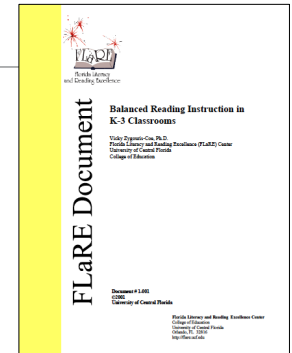 FLaRE
Florida Literacy
and Reading Excellence
FLaRE Document
Balanced Reading Instruction in
K-3 Classrooms
Vicky Zygouris-Coe, Ph.D.
Florida Literacy and Reading Excellence (FLaRE) Center
University of Central Florida
College of Education
Document # 1.001
©2001
University of Central Florida
Florida Literacy and Reading Excellence Center
College of Education
University of Central Florida
Orlando, FL 32816
http://flare.ucf.edu